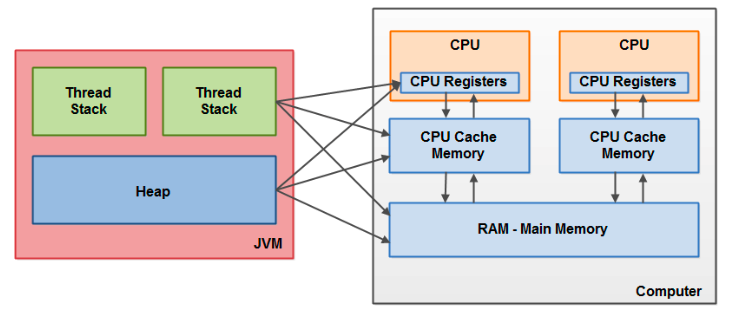 Thread
Stack
Thread
Stack
Heap
JVM
CPU
CPU Registers
CPU Cache
Memory
CPU
CPU Registers
CPU Cache
Memory
RAM - Main Memory
Computer